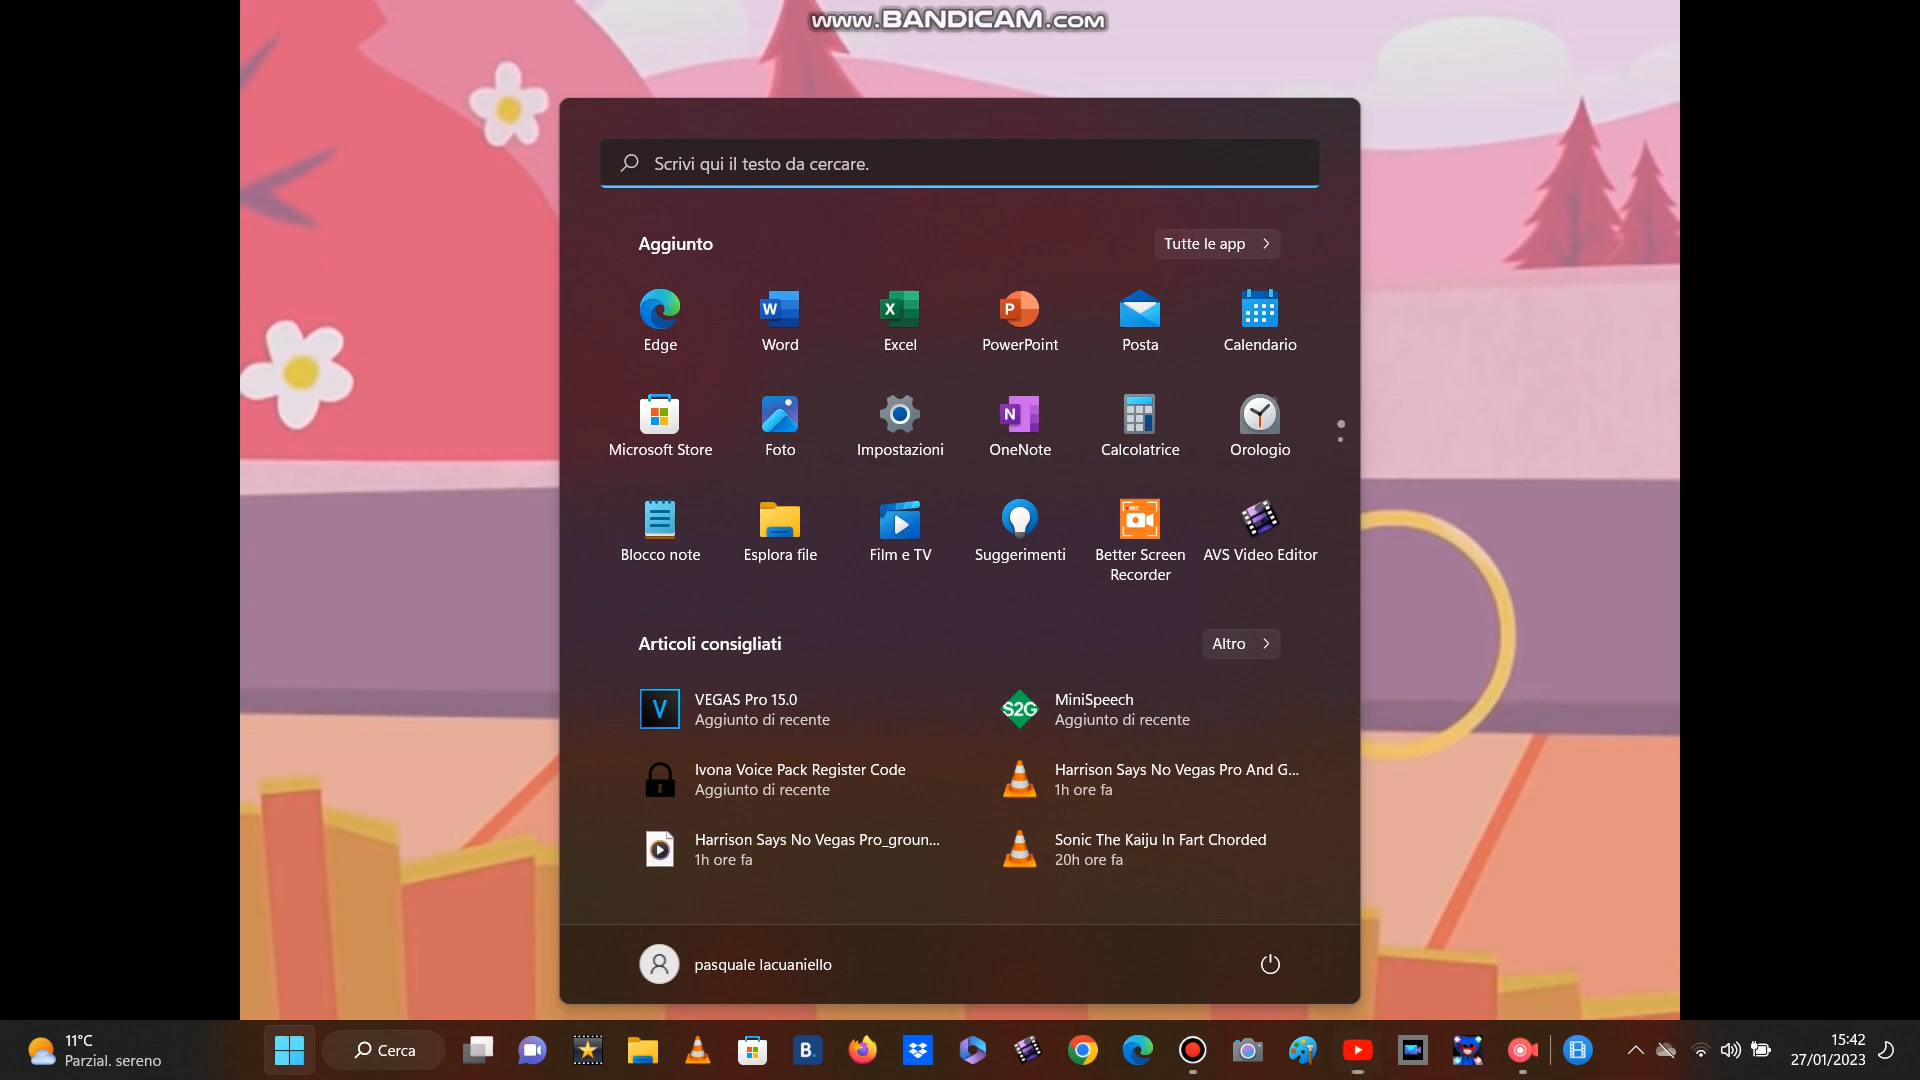 www.BANDICAM.com
Scrivi qui il testo da cercare.
Aggiunto
Tutte le app
Edge
Word
Excel
PowerPoint
Posta
Calendario
Microsoft Store
Foto
Impostazioni
OneNote
Calcolatrice
Orologio
Blocco note
Esplora file
Film e TV
Suggerimenti
Better Screen
Recorder
AVS Video Editor
Articoli consigliati
Altro
VEGAS Pro 15.0
Aggiunto di recente
MiniSpeech
Aggiunto di recente
Ivona Voice Pack Register Code
Aggiunto di recente
Harrison Says No Vegas Pro And G...
1h ore fa
Harrison Says No Vegas Pro_groun...
1h ore fa
Sonic The Kaiju In Fart Chorded
20h ore fa
pasquale lacuaniello
11°C
Parzial. sereno
Cerca
15:42
27/01/2023